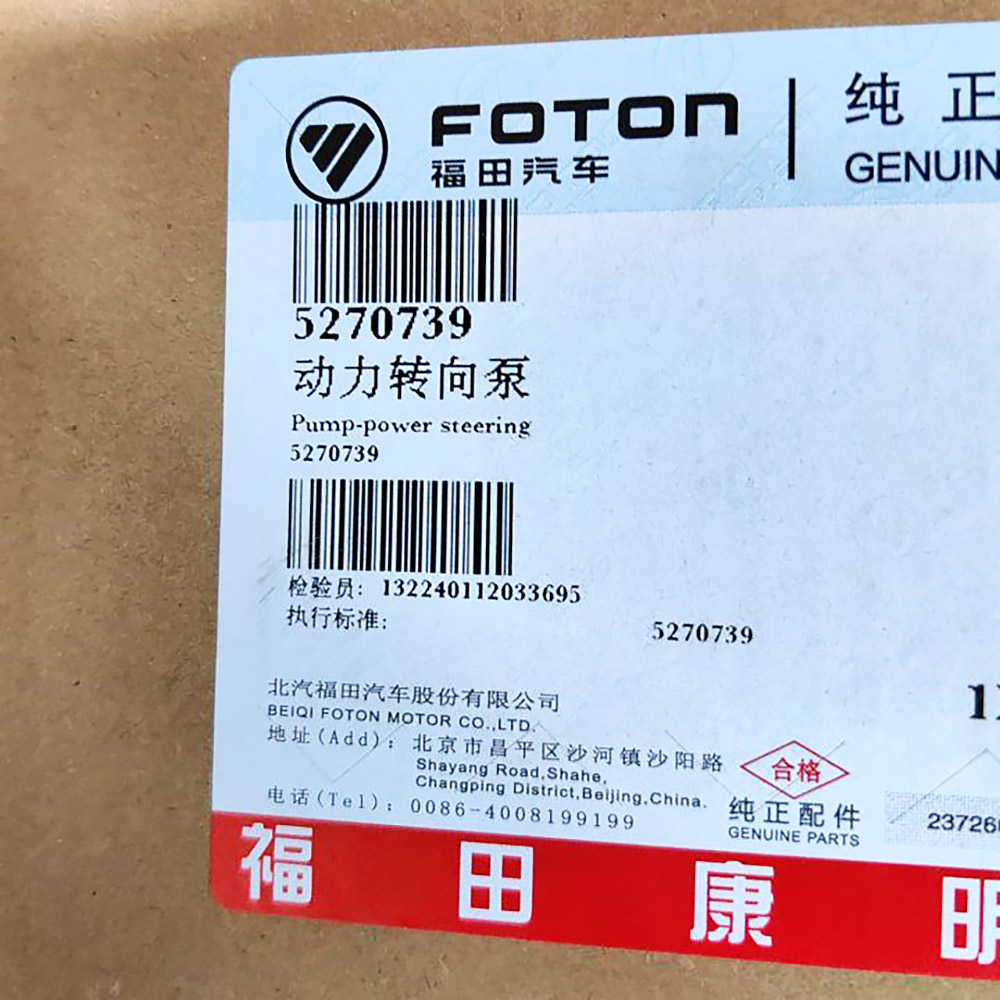 FOTON
福田汽车
纯正
GENUIN
5270739
动力转向泵
Pump-power steering
5270739
检验员: 132240112033695
执行标准:
5270739
北汽福田汽车股份有限公司
BEIQI FOTON MOTOR CO.,LTD.
地址(Add): 北京市昌平区沙河镇沙阳路
Shayang Road,Shahe,
Changping District,Beijing,China.
电话(Tel): 0086-4008199199
合格
纯正配件
GENUINE PARTS
23726
福田康明